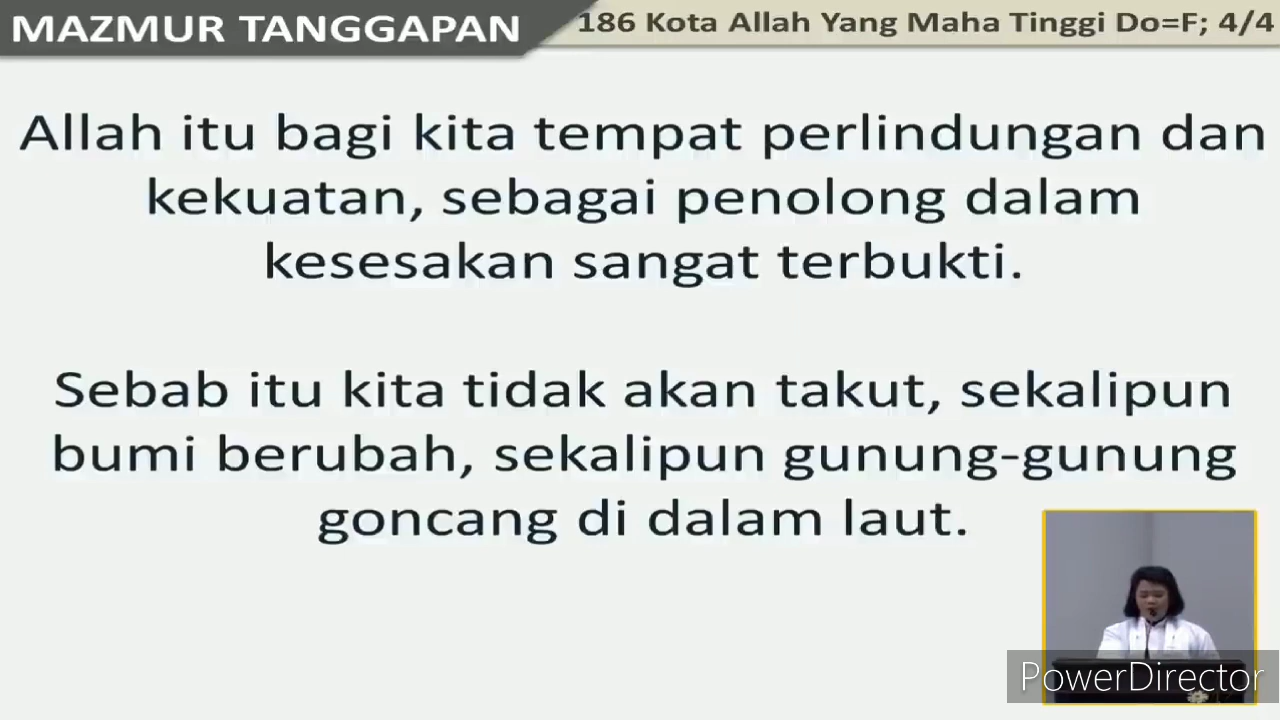 MAZMUR TANGGAPAN
186 Kota Allah Yang Maha Tinggi Do=F; 4/4
Allah itu bagi kita tempat perlindungan dan
kekuatan, sebagai penolong dalam
kesesakan sangat terbukti.
Sebab itu kita tidak akan takut, sekalipun
bumi berubah, sekalipun gunung-gunung
goncang di dalam laut.
PowerDirector